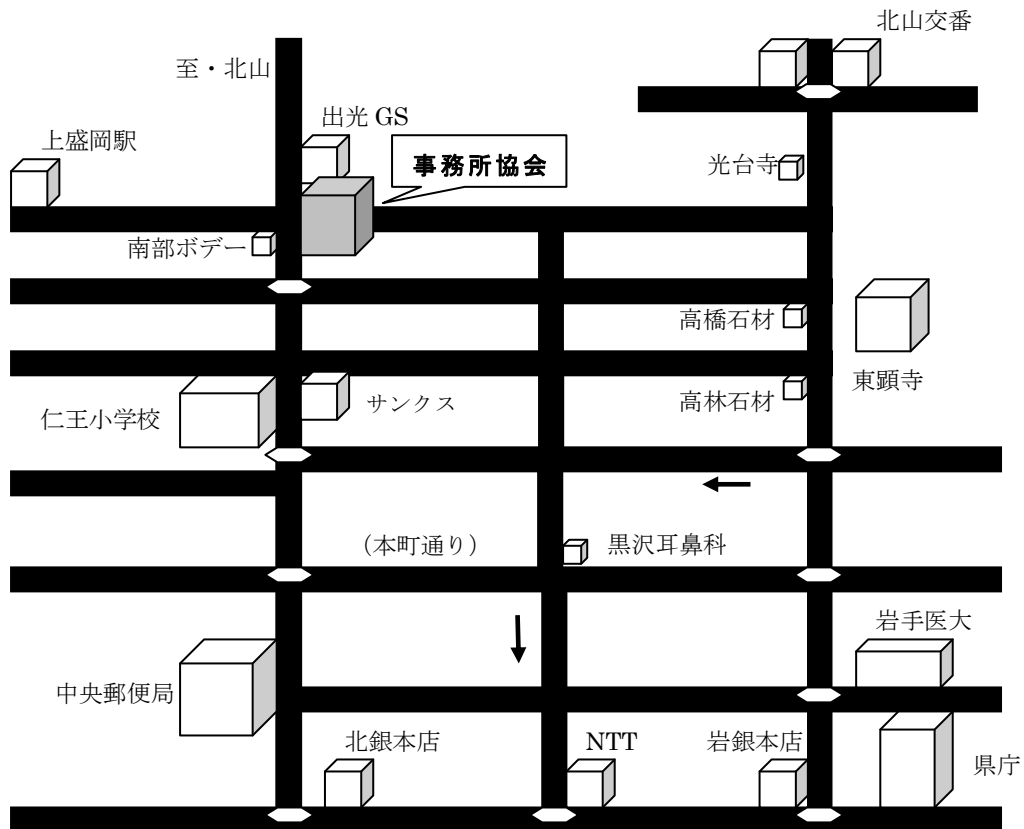 北山交番
至・北山
出光 GS
上盛岡駅
事務所協会
光台寺
南部ボデー
高橋石材
東顕寺
仁王小学校
サンクス
高林石材
（本町通り）
黒沢耳鼻科
岩手医大
中央郵便局
北銀本店
NTT
岩銀本店
県庁